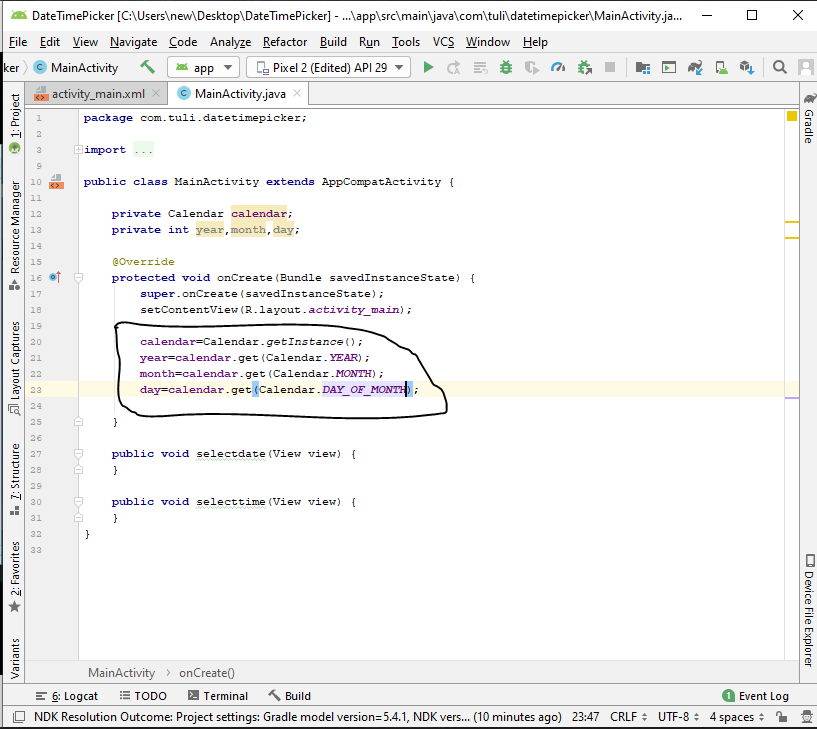 DateTimePicker [C:\Users\new\Desktop\DateTimePicker] - ...\app\src\main\java\com\tuli\datetimepicker\MainActivity.ja...
File Edit View Navigate Code Analyze Refactor Build Run Tools VCS Window Help
ker MainActivity app Pixel 2 (Edited) API 29
activity_main.xml MainActivity.java
1 package com.tuli.datetimepicker;
2
3 import ...
9
10 public class MainActivity extends AppCompatActivity {
11
12 private Calendar calendar;
13 private int year,month,day;
14
15 @Override
16 protected void onCreate(Bundle savedInstanceState) {
17 super.onCreate(savedInstanceState);
18 setContentView(R.layout.activity_main);
19
20 calendar=Calendar.getInstance();
21 year=calendar.get(Calendar.YEAR);
22 month=calendar.get(Calendar.MONTH);
23 day=calendar.get(Calendar.DAY_OF_MONTH);
24
25 }
26
27 public void selectdate(View view) {
28 }
29
30 public void selecttime(View view) {
31 }
32 }
33
1: Project
Resource Manager
Layout Captures
7: Structure
2: Favorites
Variants
Gradle
Device File Explorer
MainActivity > onCreate()
6: Logcat TODO Terminal Build 1 Event Log
NDK Resolution Outcome: Project settings: Gradle model version=5.4.1, NDK vers... (10 minutes ago) 23:47 CRLF UTF-8 4 spaces